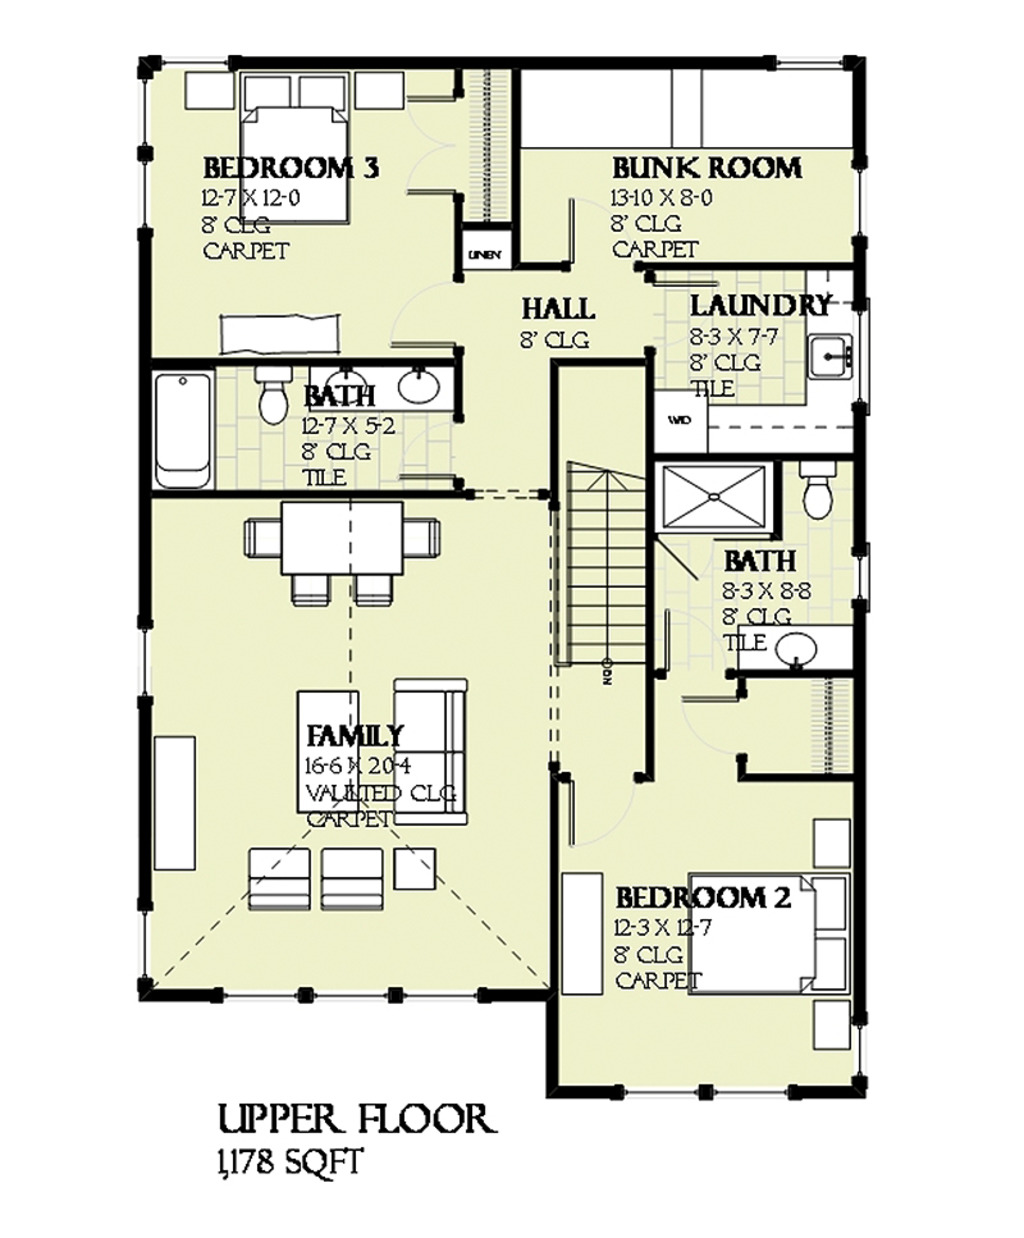 BEDROOM 3
12-7 X 12-0
8' CLG
CARPET
BUNK ROOM
13-10 X 8-0
8' CLG
CARPET
LINEN
HALL
8' CLG
LAUNDRY
8-3 X 7-7
8' CLG
TILE
W/D
BATH
12-7 X 5-2
8' CLG
TILE
BATH
8-3 X 8-8
8' CLG
TILE
DN
FAMILY
16-6 X 20-4
VAULTED CLG
CARPET
BEDROOM 2
12-3 X 12-7
8' CLG
CARPET
UPPER FLOOR
1,178 SQFT